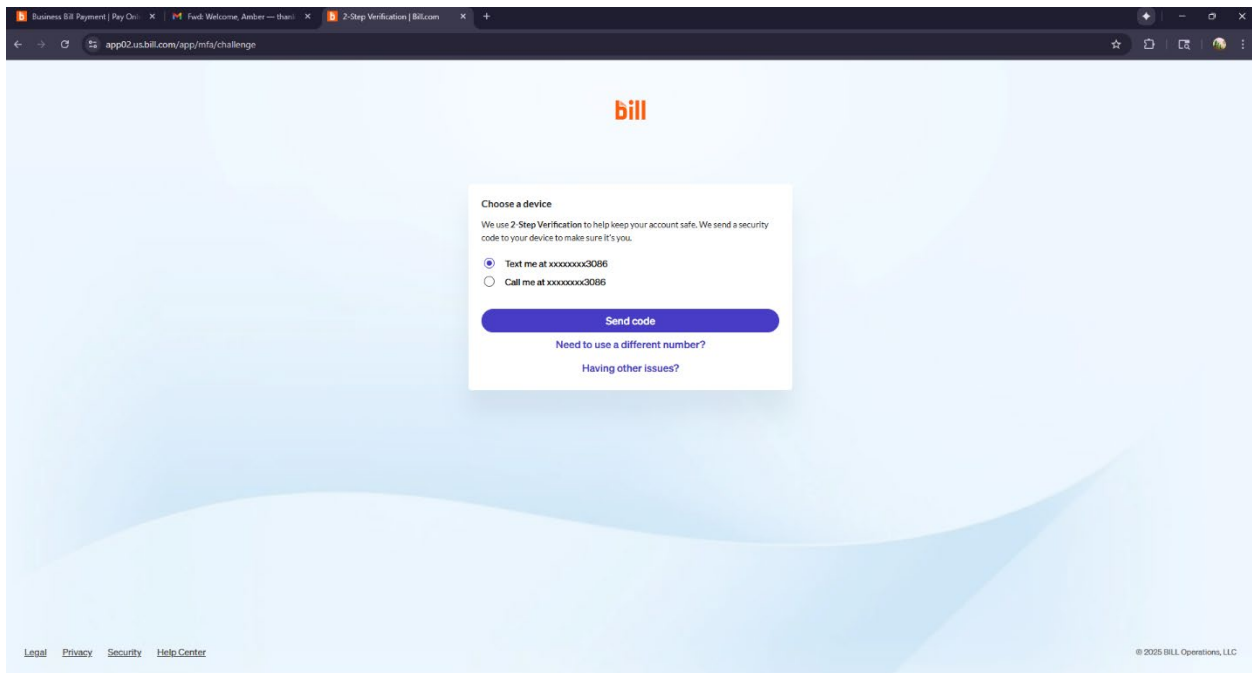 Business Bill Payment | Pay Onli
Fwd: Welcome, Amber — thank
2-Step Verification | Bill.com
app02.us.bill.com/app/mfa/challenge
bill
Choose a device
We use 2-Step Verification to help keep your account safe. We send a security
code to your device to make sure it's you.
Text me at xxxxxxxx3086
Call me at xxxxxxxx3086
Send code
Need to use a different number?
Having other issues?
Legal Privacy Security Help Center
© 2025 BILL Operations, LLC